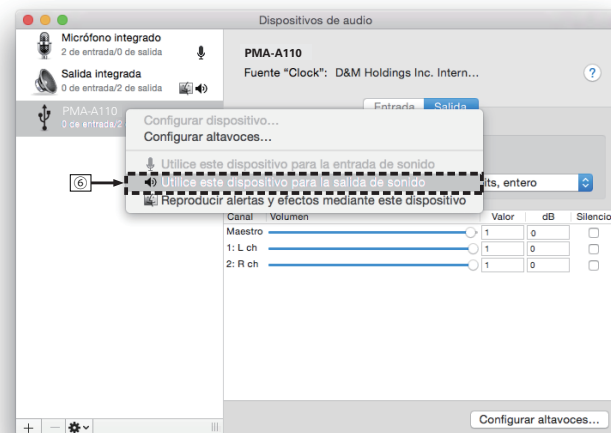 Dispositivos de audio
Micrófono integrado
2 de entrada/0 de salida
Salida integrada
0 de entrada/2 de salida
PMA-A110
0 de entrada/2
PMA-A110
Fuente “Clock”: D&M Holdings Inc. Intern...
?
Entrada Salida
Configurar dispositivo...
Configurar altavoces...
Utilice este dispositivo para la entrada de sonido
⑥
Utilice este dispositivo para la salida de sonido
Reproducir alertas y efectos mediante este dispositivo
its, entero
Canal Volumen Valor dB Silencio
Maestro 1 0
1: L ch 1 0
2: R ch 1 0
Configurar altavoces...